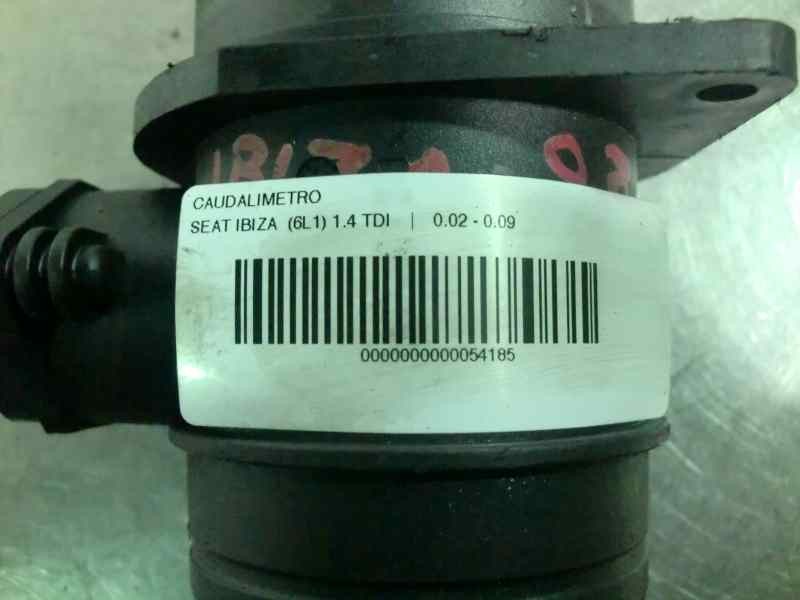 CAUDALIMETRO
SEAT IBIZA (6L1) 1.4 TDI | 0.02 - 0.09
0000000000054185